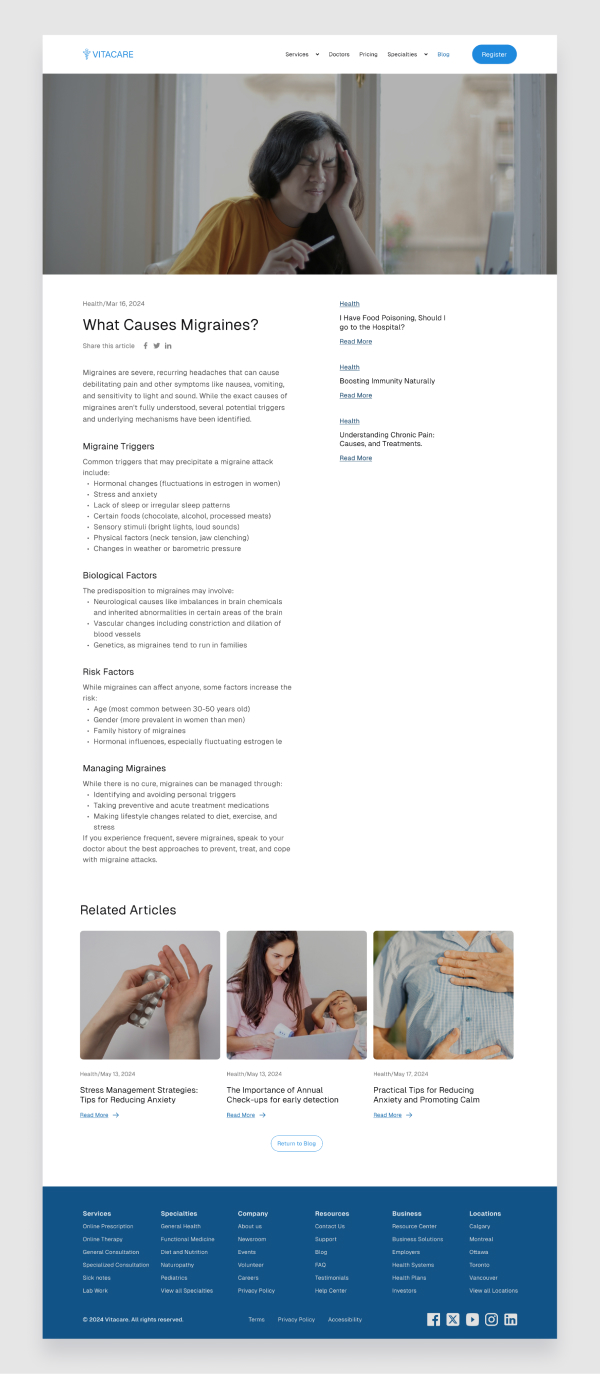 VITACARE
Services
Doctors
Pricing
Specialties
Blog
Register
Health/Mar 16, 2024
What Causes Migraines?
Share this article
Migraines are severe, recurring headaches that can cause
debilitating pain and other symptoms like nausea, vomiting,
and sensitivity to light and sound. While the exact causes of
migraines aren't fully understood, several potential triggers
and underlying mechanisms have been identified.
Migraine Triggers
Common triggers that may precipitate a migraine attack
include:
• Hormonal changes (fluctuations in estrogen in women)
• Stress and anxiety
• Lack of sleep or irregular sleep patterns
• Certain foods (chocolate, alcohol, processed meats)
• Sensory stimuli (bright lights, loud sounds)
• Physical factors (neck tension, jaw clenching)
• Changes in weather or barometric pressure
Biological Factors
The predisposition to migraines may involve:
• Neurological causes like imbalances in brain chemicals
and inherited abnormalities in certain areas of the brain
• Vascular changes including constriction and dilation of
blood vessels
• Genetics, as migraines tend to run in families
Risk Factors
While migraines can affect anyone, some factors increase the
risk:
• Age (most common between 30-50 years old)
• Gender (more prevalent in women than men)
• Family history of migraines
• Hormonal influences, especially fluctuating estrogen le
Managing Migraines
While there is no cure, migraines can be managed through:
• Identifying and avoiding personal triggers
• Taking preventive and acute treatment medications
• Making lifestyle changes related to diet, exercise, and
stress
If you experience frequent, severe migraines, speak to your
doctor about the best approaches to prevent, treat, and cope
with migraine attacks.
Health
I Have Food Poisoning, Should I
go to the Hospital?
Read More
Health
Boosting Immunity Naturally
Read More
Health
Understanding Chronic Pain:
Causes, and Treatments.
Read More
Related Articles
Health/May 13, 2024
Stress Management Strategies:
Tips for Reducing Anxiety
Read More
Health/May 13, 2024
The Importance of Annual
Check-ups for early detection
Read More
Health/May 17, 2024
Practical Tips for Reducing
Anxiety and Promoting Calm
Read More
Return to Blog
Services
Online Prescription
Online Therapy
General Consultation
Specialized Consultation
Sick notes
Lab Work
Specialties
General Health
Functional Medicine
Diet and Nutrition
Naturopathy
Pediatrics
View all Specialties
Company
About us
Newsroom
Events
Volunteer
Careers
Privacy Policy
Resources
Contact Us
Support
Blog
FAQ
Testimonials
Help Center
Business
Resource Center
Business Solutions
Employers
Health Systems
Health Plans
Investors
Locations
Calgary
Montreal
Ottawa
Toronto
Vancouver
View all Locations
© 2024 Vitacare. All rights reserved.
Terms
Privacy Policy
Accessibility